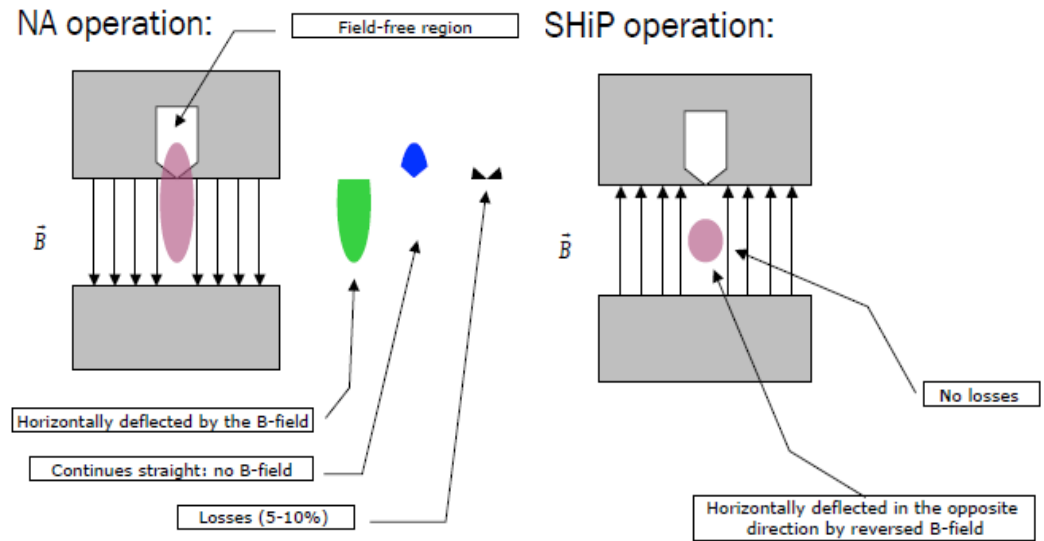 NA operation:
Field-free region
SHiP operation:
B
B
Horizontally deflected by the B-field
Continues straight: no B-field
Losses (5-10%)
No losses
Horizontally deflected in the opposite
direction by reversed B-field